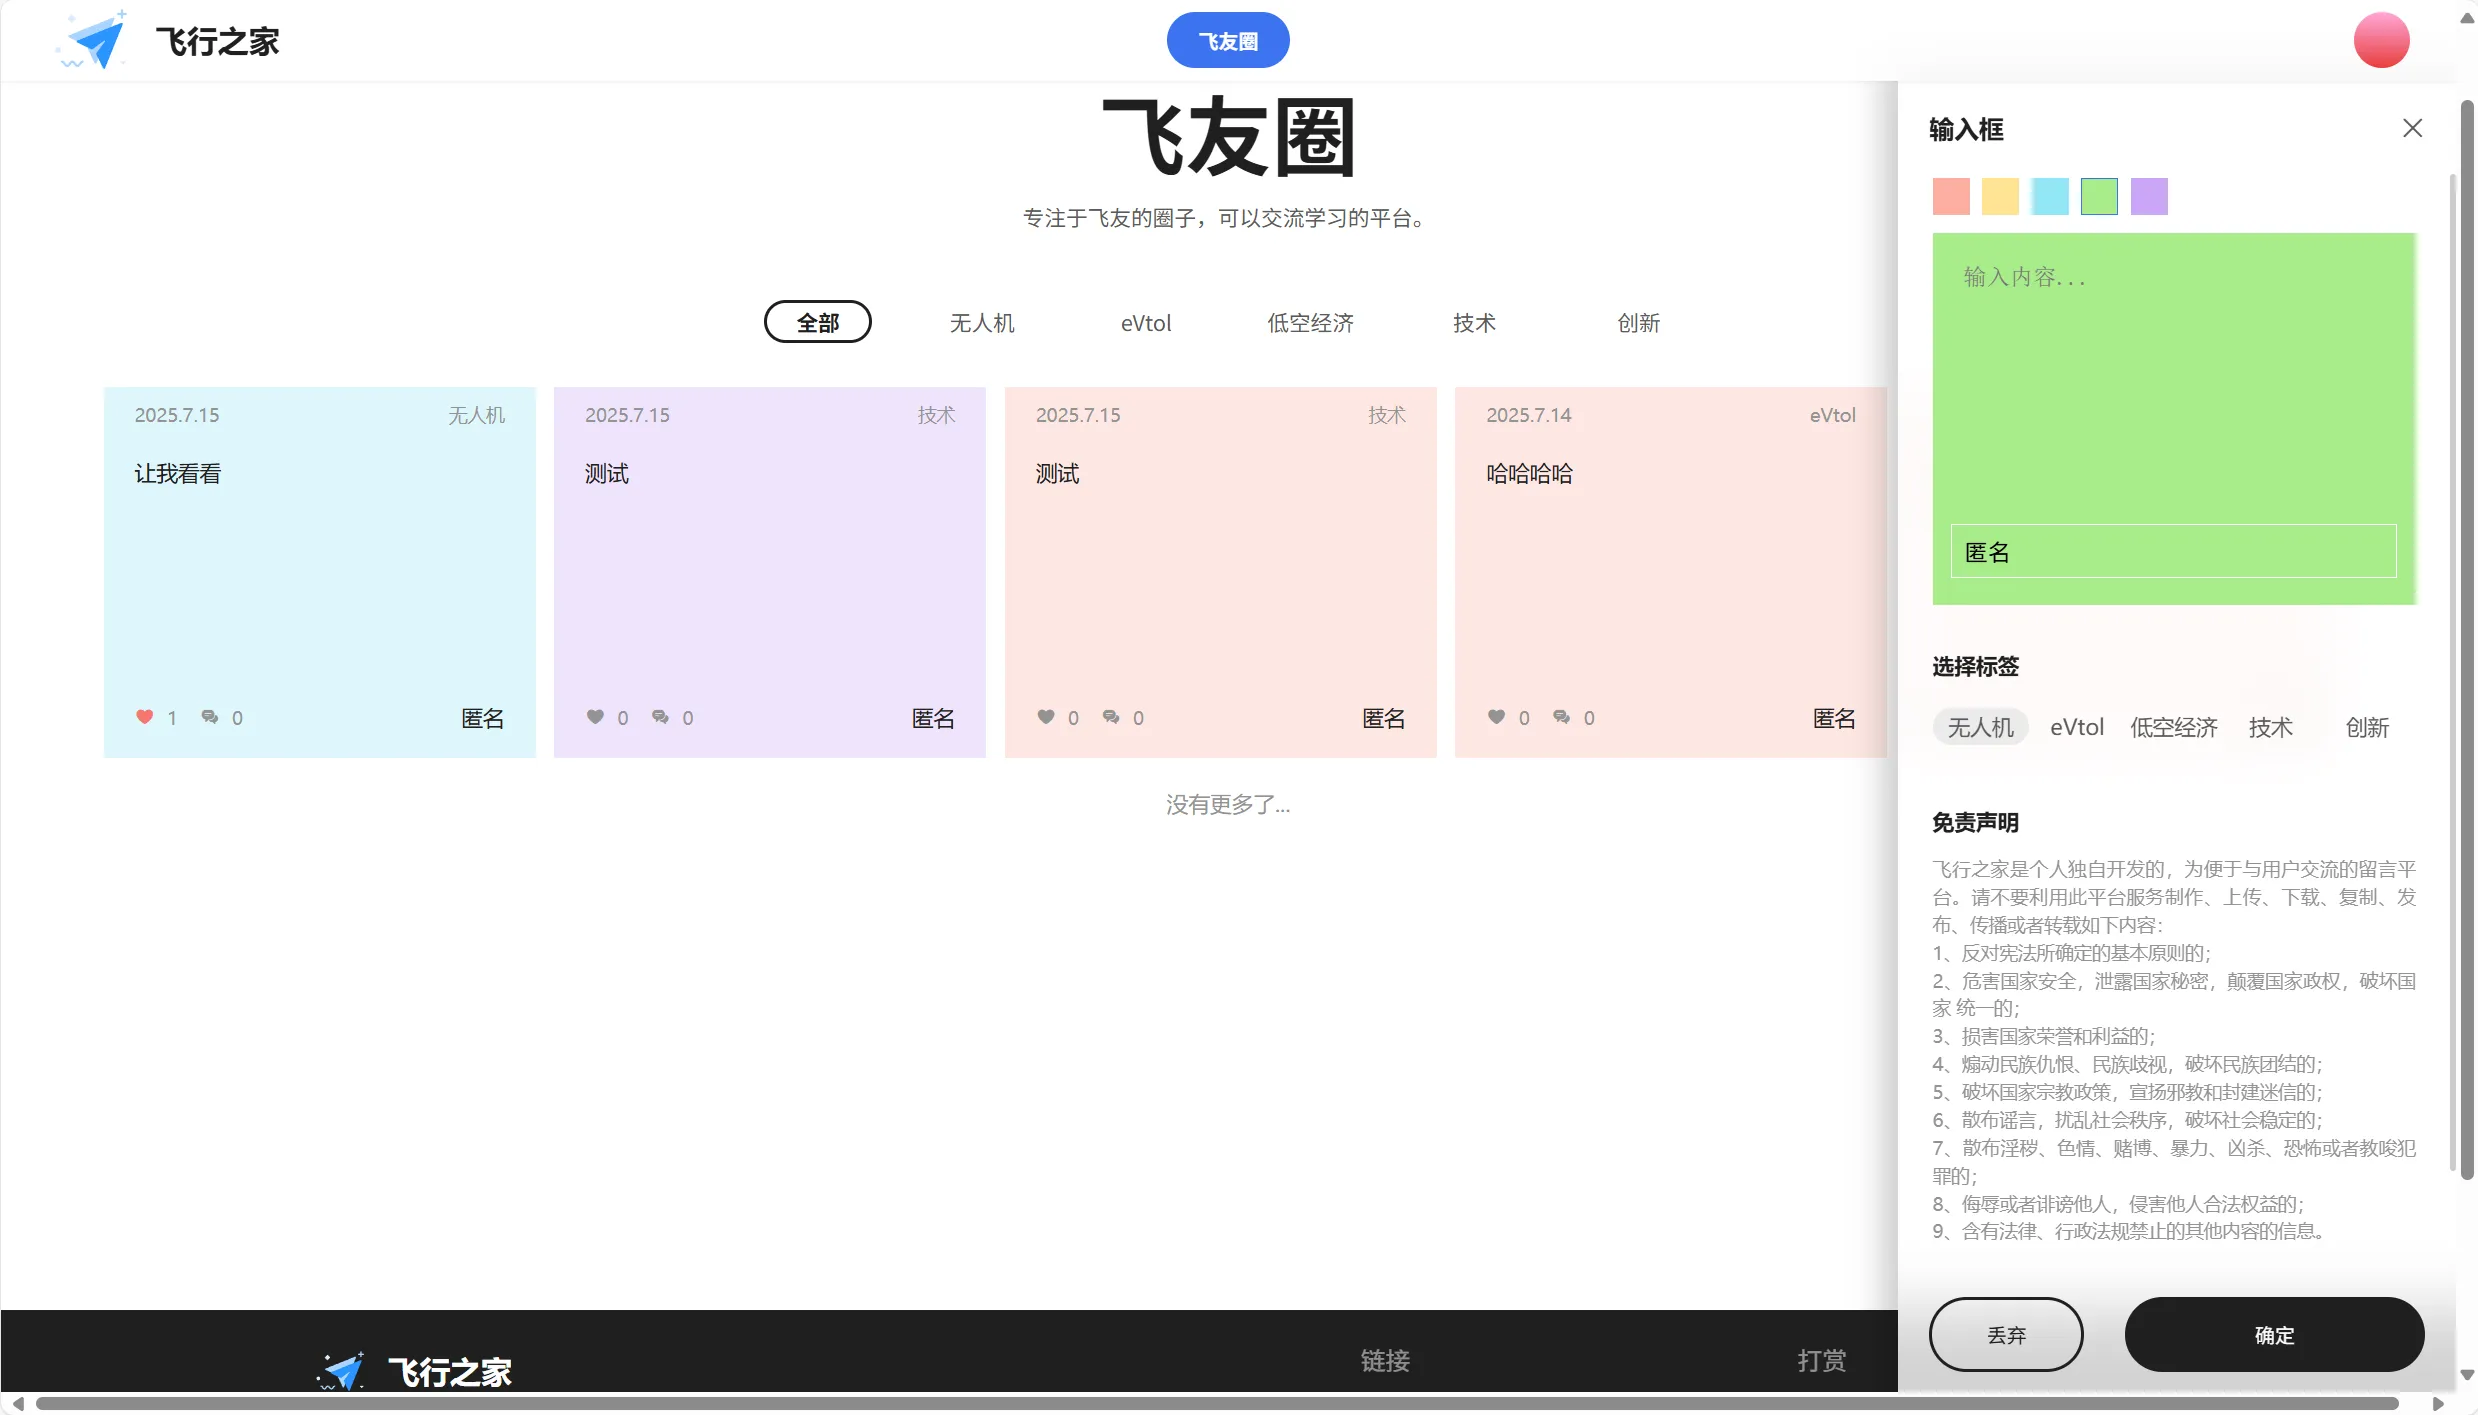 飞行之家
飞友圈
飞友圈
专注于飞友的圈子，可以交流学习的平台。
全部 无人机 eVtol 低空经济 技术 创新
2025.7.15 无人机
让我看看
1 0 匿名
2025.7.15 技术
测试
0 0 匿名
2025.7.15 技术
测试
0 0 匿名
2025.7.14 eVtol
哈哈哈哈
0 0 匿名
没有更多了...
输入框
输入内容...
匿名
选择标签
无人机 eVtol 低空经济 技术 创新
免责声明
飞行之家是个人独自开发的，为便于与用户交流的留言平
台。请不要利用此平台服务制作、上传、下载、复制、发
布、传播或者转载如下内容：
1、反对宪法所确定的基本原则的；
2、危害国家安全，泄露国家秘密，颠覆国家政权，破坏国
家 统一的；
3、损害国家荣誉和利益的；
4、煽动民族仇恨、民族歧视，破坏民族团结的；
5、破坏国家宗教政策，宣扬邪教和封建迷信的；
6、散布谣言，扰乱社会秩序，破坏社会稳定的；
7、散布淫秽、色情、赌博、暴力、凶杀、恐怖或者教唆犯
罪的；
8、侮辱或者诽谤他人，侵害他人合法权益的；
9、含有法律、行政法规禁止的其他内容的信息。
丢弃 确定
飞行之家 链接 打赏